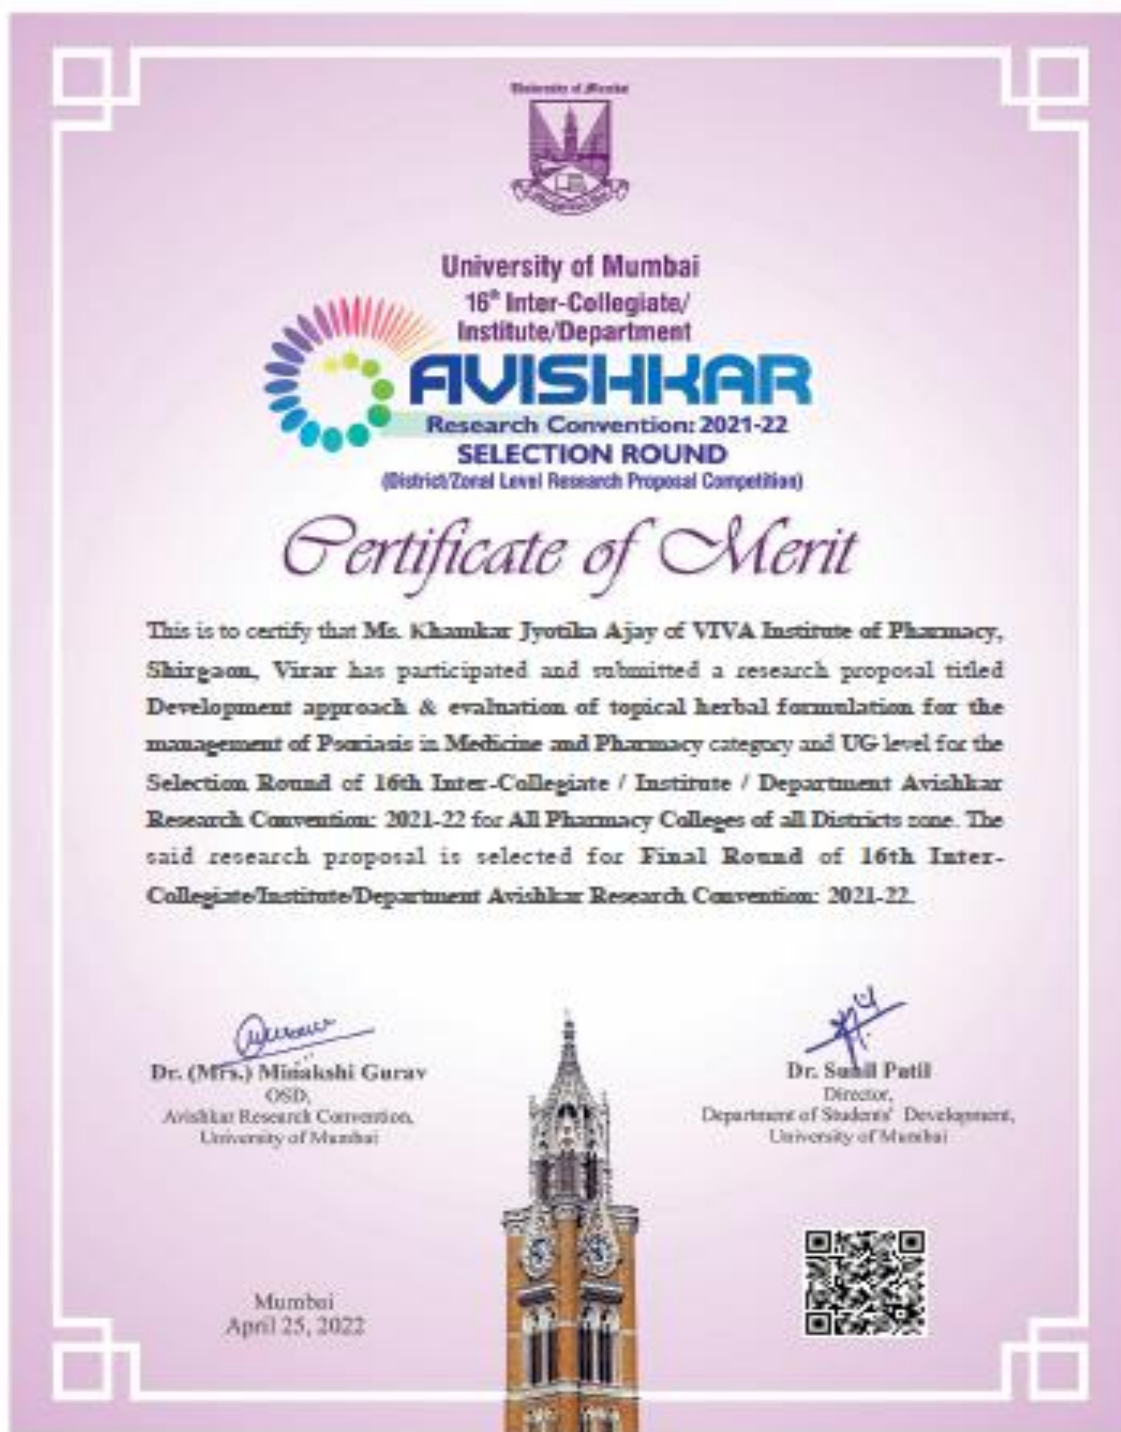 University of Mumbai
University of Mumbai
16th Inter-Collegiate/
Institute/Department
AVISHKAR
Research Convention: 2021-22
SELECTION ROUND
(District/Zonal Level Research Proposal Competition)
Certificate of Merit
This is to certify that Ms. Khamkar Jyotika Ajay of VIVA Institute of Pharmacy,
Shirgaon, Virar has participated and submitted a research proposal titled
Development approach & evaluation of topical herbal formulation for the
management of Psoriasis in Medicine and Pharmacy category and UG level for the
Selection Round of 16th Inter-Collegiate / Institute / Department Avishkar
Research Convention: 2021-22 for All Pharmacy Colleges of all Districts zone. The
said research proposal is selected for Final Round of 16th Inter-
Collegiate/Institute/Department Avishkar Research Convention: 2021-22.
Dr. (Mrs.) Minakshi Gurav
OSD,
Avishkar Research Convention,
University of Mumbai
Dr. Sunil Patil
Director,
Department of Students' Development,
University of Mumbai
Mumbai
April 25, 2022